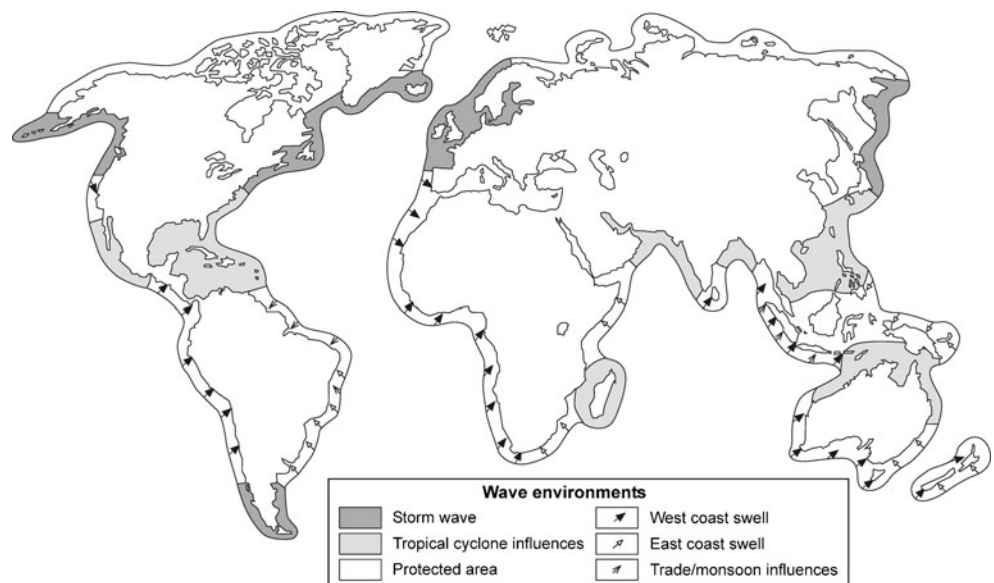 Wave environments
Storm wave
West coast swell
Tropical cyclone influences
East coast swell
Protected area
Trade/monsoon influences